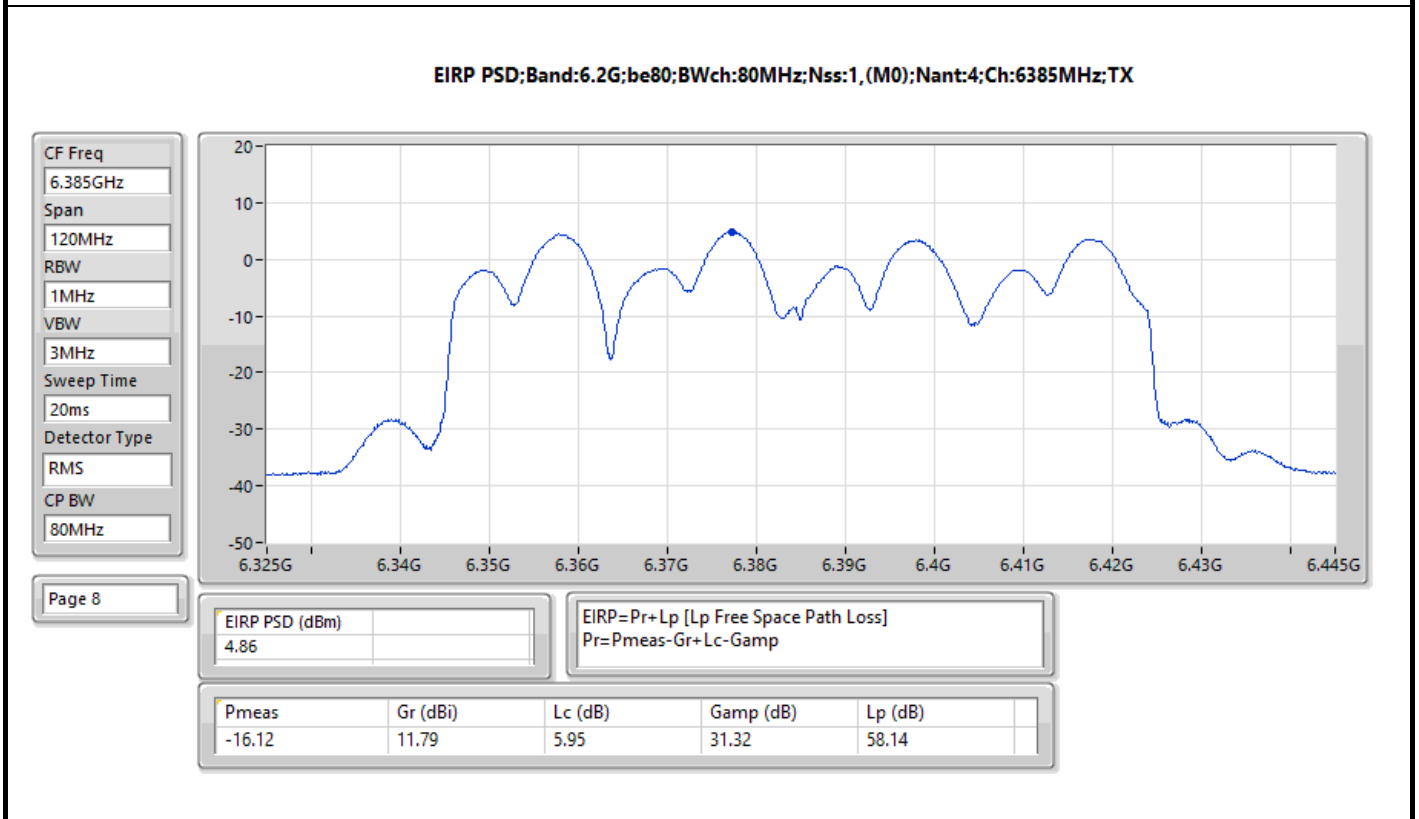 EIRP PSD;Band:6.2G;be80;BWch:80MHz;Nss:1,(M0);Nant:4;Ch:6385MHz;TX
CF Freq
6.385GHz
Span
120MHz
RBW
1MHz
VBW
3MHz
Sweep Time
20ms
Detector Type
RMS
CP BW
80MHz
Page 8
20
10
0
-10
-20
-30
-40
-50
6.325G 6.34G 6.35G 6.36G 6.37G 6.38G 6.39G 6.4G 6.41G 6.42G 6.43G 6.445G
EIRP PSD (dBm)
4.86
EIRP=Pr+Lp [Lp Free Space Path Loss]
Pr=Pmeas-Gr+Lc-Gamp
Pmeas Gr (dBi) Lc (dB) Gamp (dB) Lp (dB)
-16.12 11.79 5.95 31.32 58.14